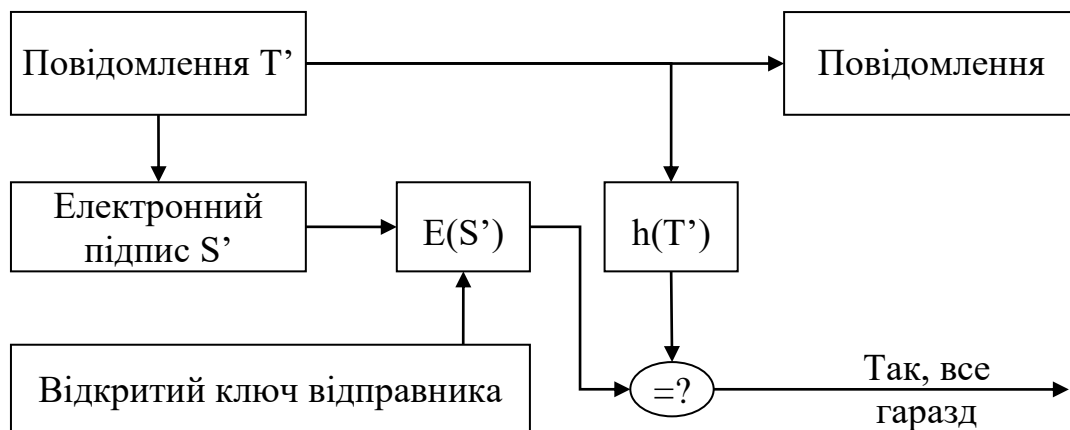 Повідомлення T’
Повідомлення
Електронний
підпис S’
E(S’)
h(T’)
Відкритий ключ відправника
=?
Так, все
гаразд